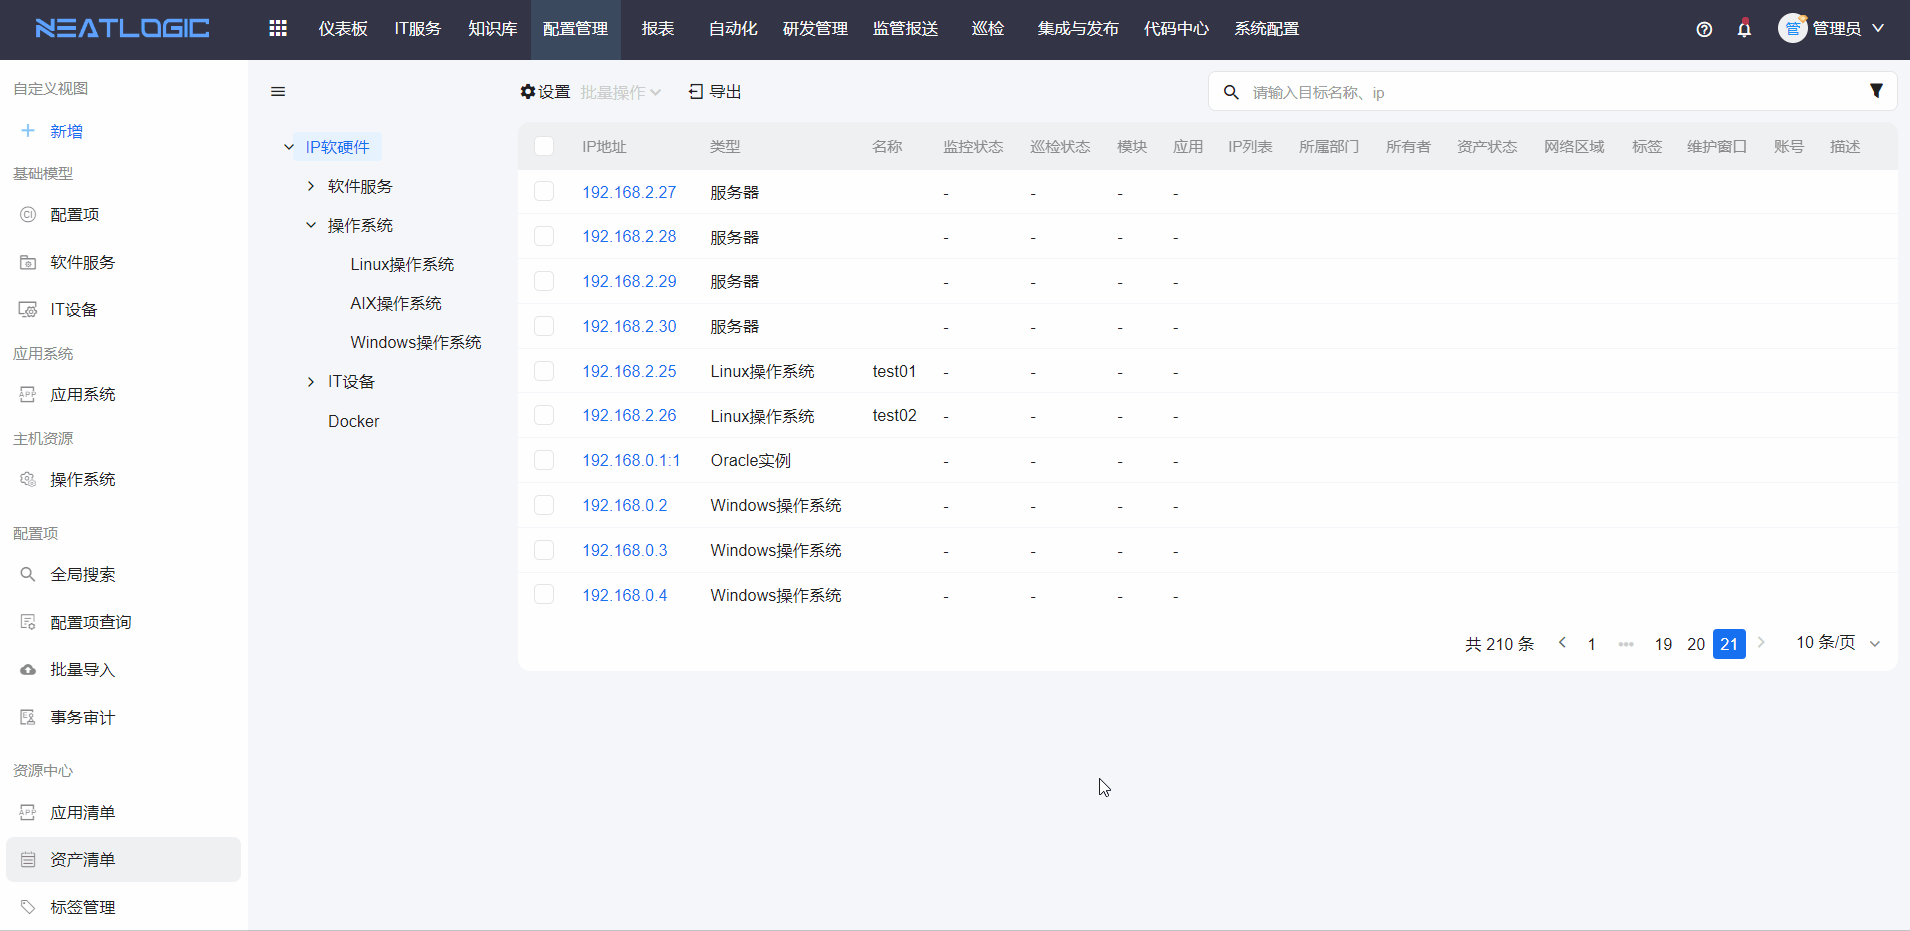 NEATLOGIC 仪表板 IT服务 知识库 配置管理 报表 自动化 研发管理 监管报送 巡检 集成与发布 代码中心 系统配置 管 管理员
自定义视图
新增
基础模型
CI 配置项
软件服务
IT设备
应用系统
APP 应用系统
主机资源
操作系统
配置项
全局搜索
配置项查询
批量导入
事务审计
资源中心
APP 应用清单
资产清单
标签管理
IP软硬件
软件服务
操作系统
Linux操作系统
AIX操作系统
Windows操作系统
IT设备
Docker
设置 批量操作 导出 请输入目标名称、ip
IP地址 类型 名称 监控状态 巡检状态 模块 应用 IP列表 所属部门 所有者 资产状态 网络区域 标签 维护窗口 账号 描述
192.168.2.27 服务器 - - - -
192.168.2.28 服务器 - - - -
192.168.2.29 服务器 - - - -
192.168.2.30 服务器 - - - -
192.168.2.25 Linux操作系统 test01 - - - -
192.168.2.26 Linux操作系统 test02 - - - -
192.168.0.1:1 Oracle实例 - - - -
192.168.0.2 Windows操作系统 - - - -
192.168.0.3 Windows操作系统 - - - -
192.168.0.4 Windows操作系统 - - - -
共 210 条 1 ••• 19 20 21 10 条/页